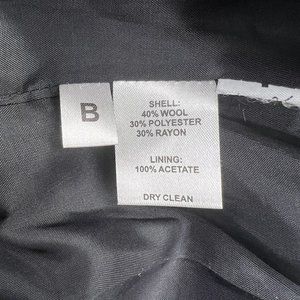 B
SHELL:
40% WOOL
30% POLYESTER
30% RAYON
LINING:
100% ACETATE
DRY CLEAN